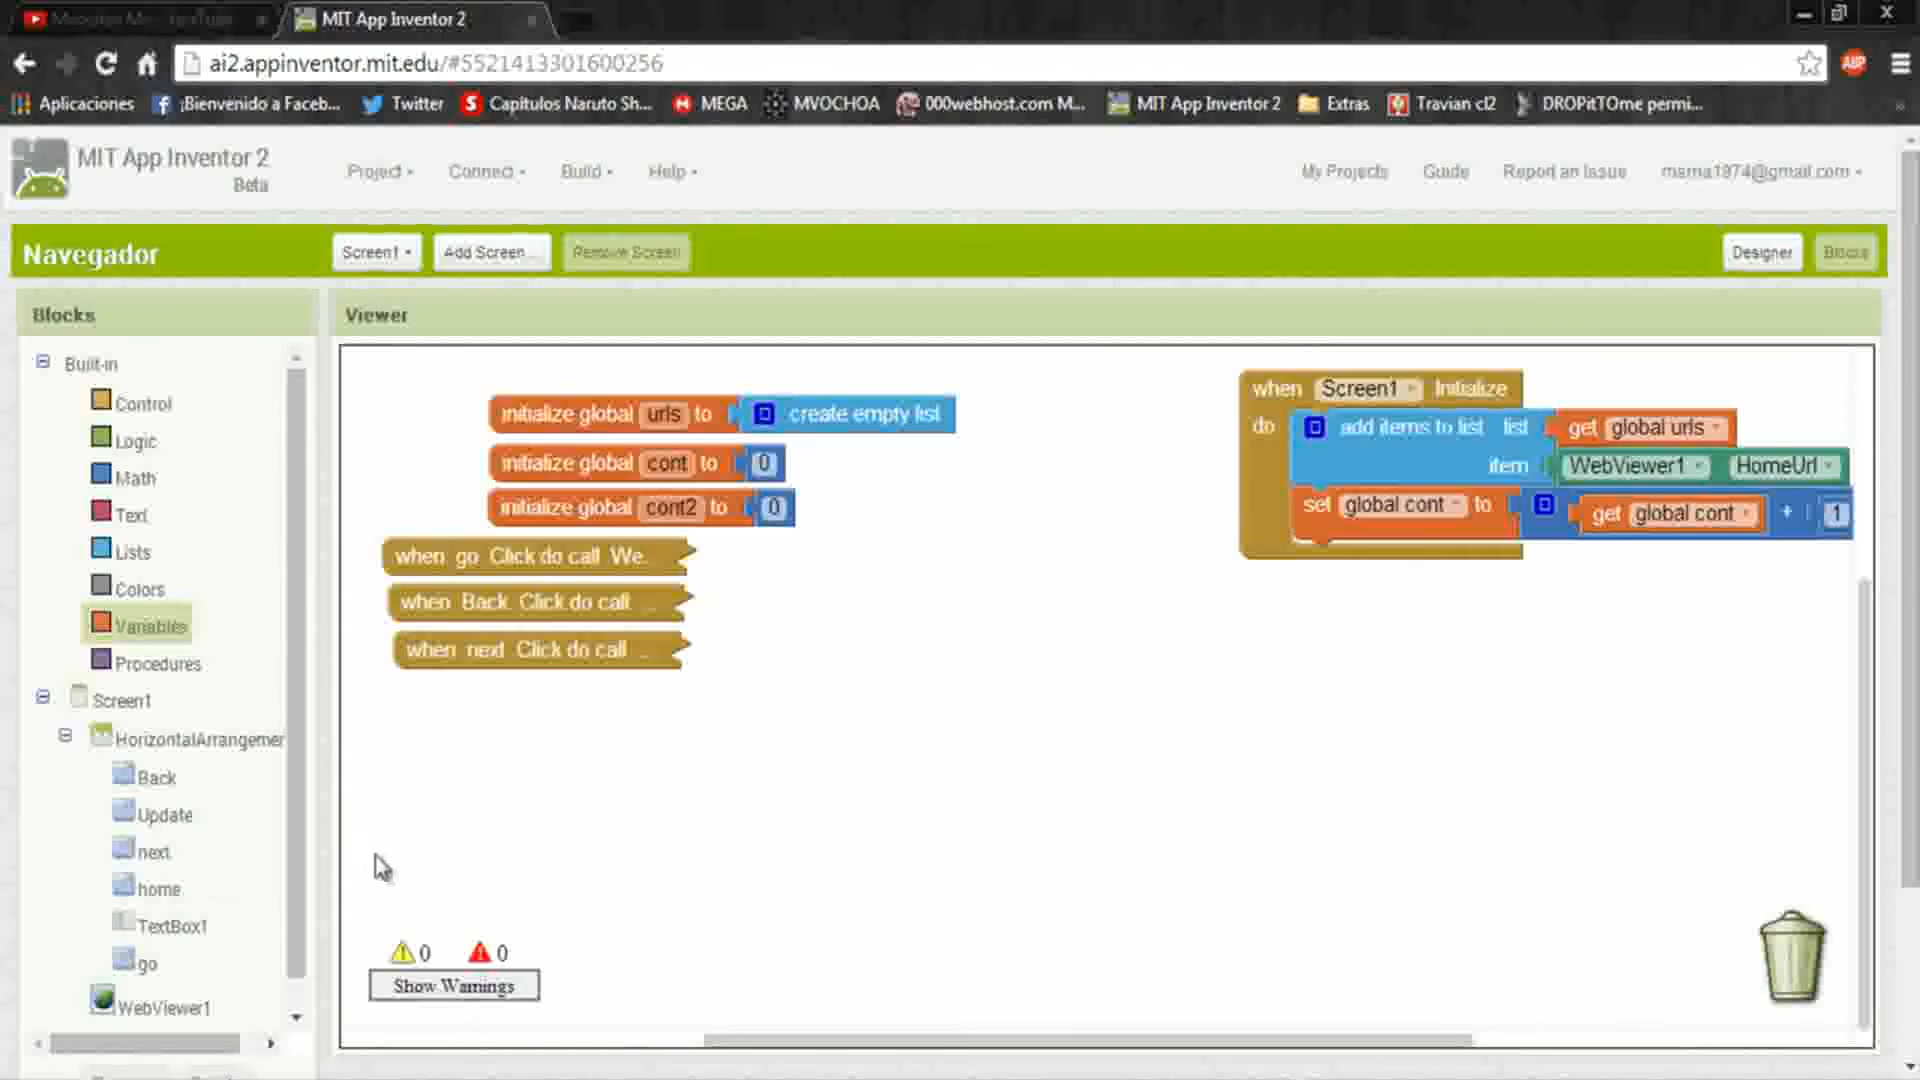 MIT App Inventor 2
ai2.appinventor.mit.edu/#5521413301600256
Aplicaciones ¡Bienvenido a Faceb... Twitter Capítulos Naruto Sh... MEGA MVOCHOA 000webhost.com M... MIT App Inventor 2 Extras Travian cl2 DROPitTOme permi...
ABP
MIT App Inventor 2
Beta
Project Connect Build Help
My Projects Guide Report an Issue msma1974@gmail.com
Navegador
Screen1 Add Screen ... Remove Screen
Designer Blocks
Blocks
Viewer
Built-in
Control
Logic
Math
Text
Lists
Colors
Variables
Procedures
Screen1
HorizontalArrangemer
Back
Update
next
home
TextBox1
go
WebViewer1
initialize global urls to create empty list
initialize global cont to 0
initialize global cont2 to 0
when go Click do call We...
when Back Click do call ...
when next Click do call ...
when Screen1 Initialize
do add items to list list get global urls
item WebViewer1 . HomeUrl
set global cont to get global cont + 1
0 0
Show Warnings